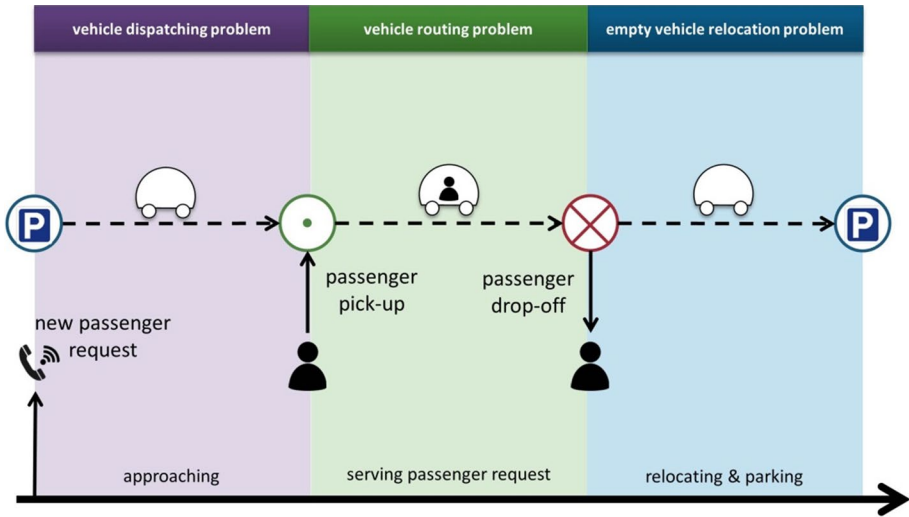 vehicle dispatching problem
vehicle routing problem
empty vehicle relocation problem
P
P
passenger
pick-up
passenger
drop-off
new passenger
request
approaching
serving passenger request
relocating & parking